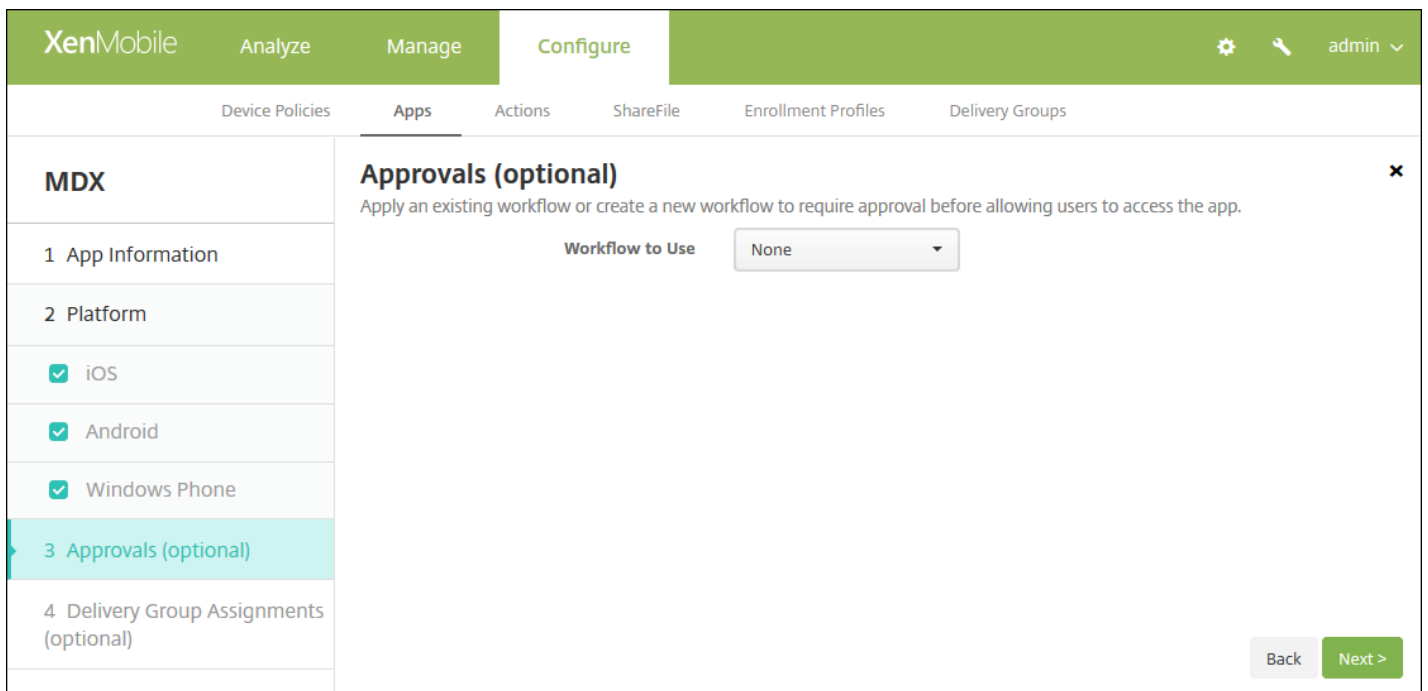 XenMobile Analyze Manage Configure admin
Device Policies Apps Actions ShareFile Enrollment Profiles Delivery Groups
MDX
1 App Information
2 Platform
iOS
Android
Windows Phone
3 Approvals (optional)
4 Delivery Group Assignments
(optional)
Approvals (optional)
Apply an existing workflow or create a new workflow to require approval before allowing users to access the app.
Workflow to Use None
Back Next >